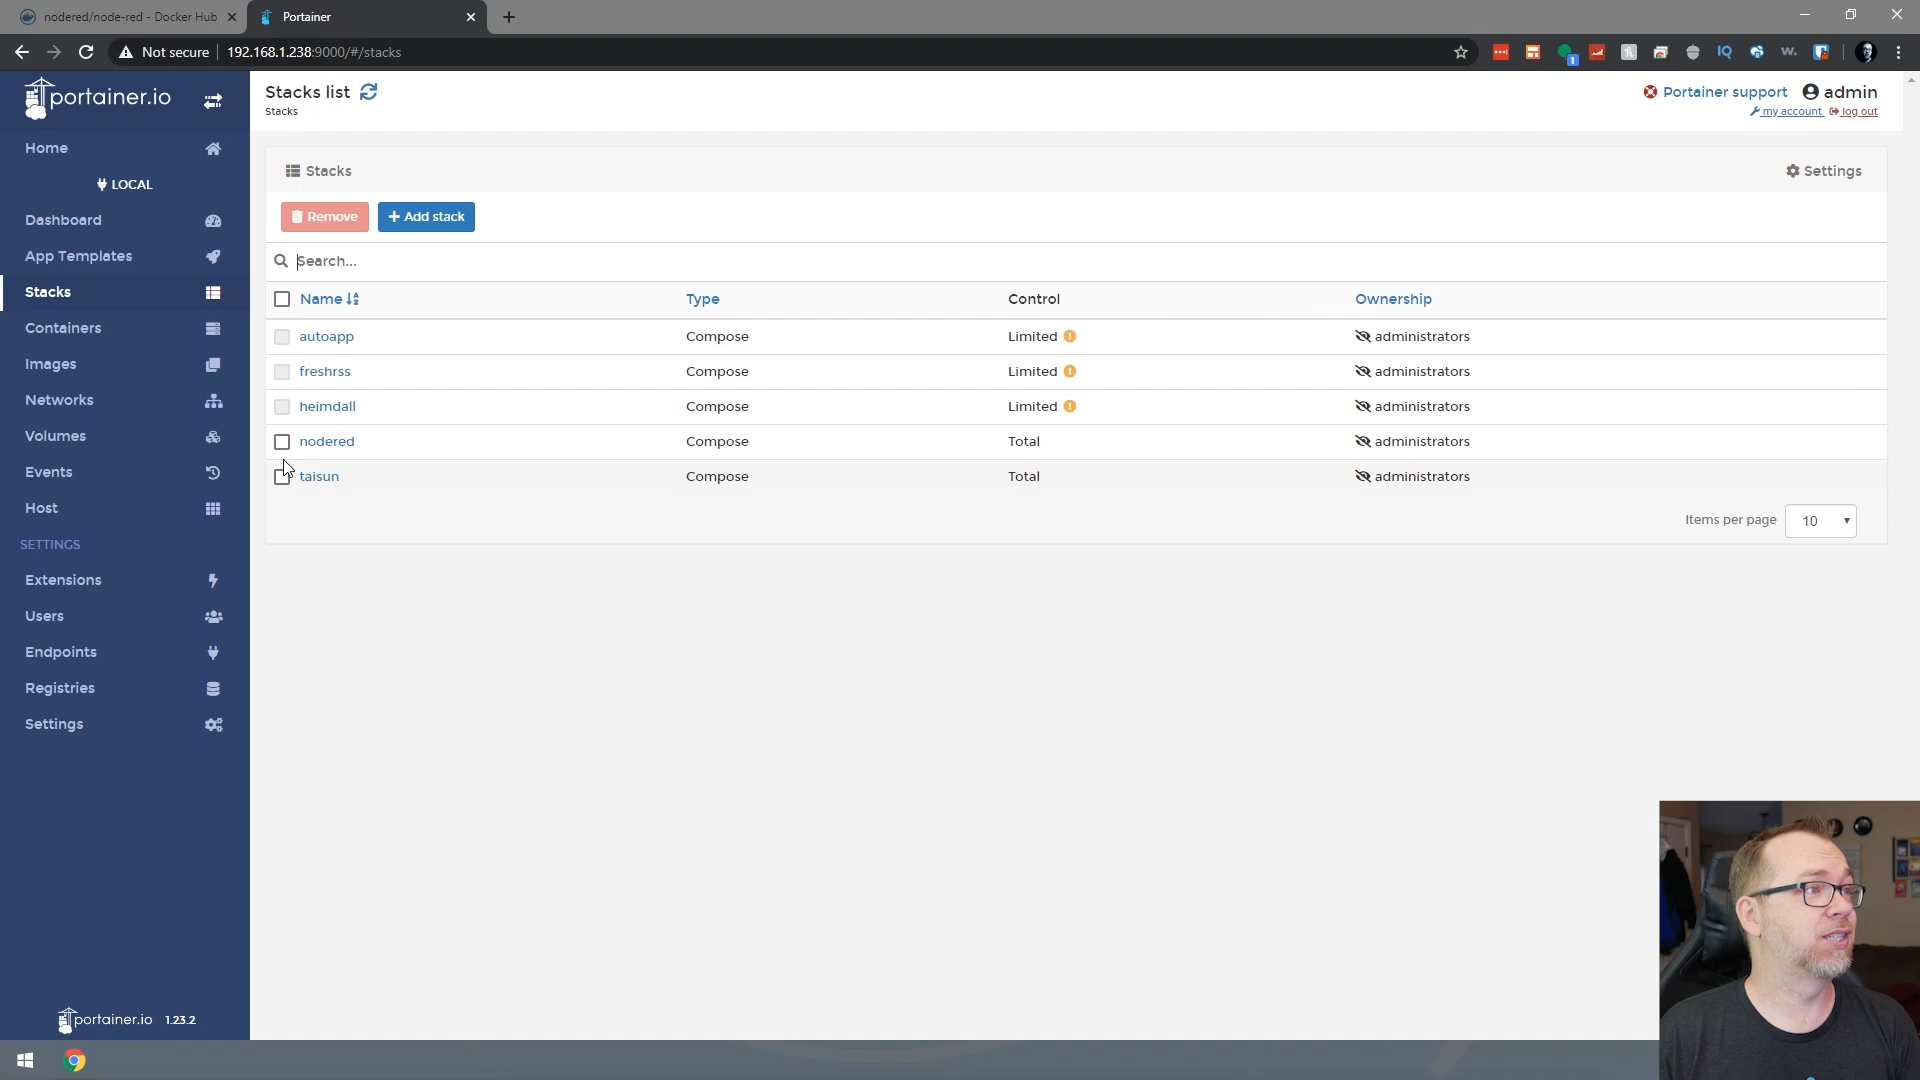 nodered/node-red - Docker Hub
Portainer
Not secure
192.168.1.238:9000/#/stacks
1
IQ
w.
portainer.io
Stacks list
Stacks
Portainer support
admin
my account
log out
Home
LOCAL
Dashboard
App Templates
Stacks
Containers
Images
Networks
Volumes
Events
Host
SETTINGS
Extensions
Users
Endpoints
Registries
Settings
portainer.io 1.23.2
Stacks
Settings
Remove
+ Add stack
Search...
Name Type Control Ownership
autoapp Compose Limited administrators
freshrss Compose Limited administrators
heimdall Compose Limited administrators
nodered Compose Total administrators
taisun Compose Total administrators
Items per page 10